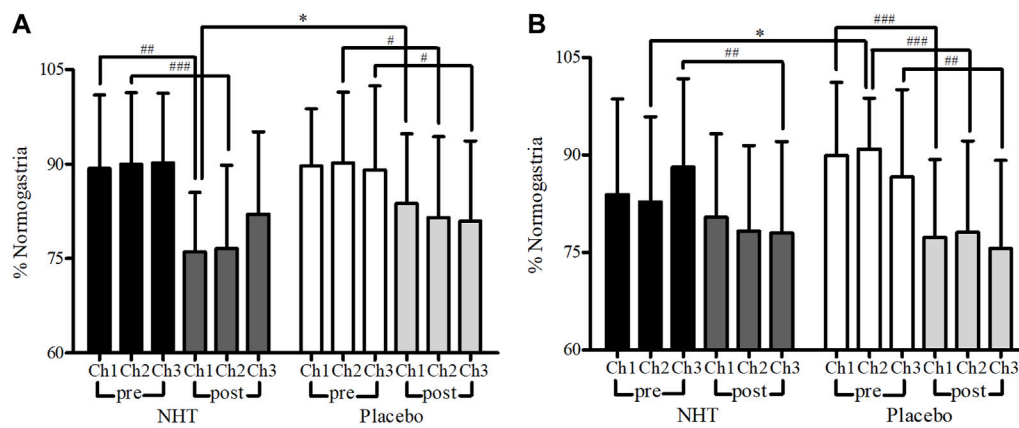 A
*
##
###
#
#
105
90
75
60
% Normogastria
Ch1 Ch2 Ch3 Ch1 Ch2 Ch3 Ch1 Ch2 Ch3 Ch1 Ch2 Ch3
pre post pre post
NHT Placebo
B
###
*
###
##
##
105
90
75
60
% Normogastria
Ch1 Ch2 Ch3 Ch1 Ch2 Ch3 Ch1 Ch2 Ch3 Ch1 Ch2 Ch3
pre post pre post
NHT Placebo